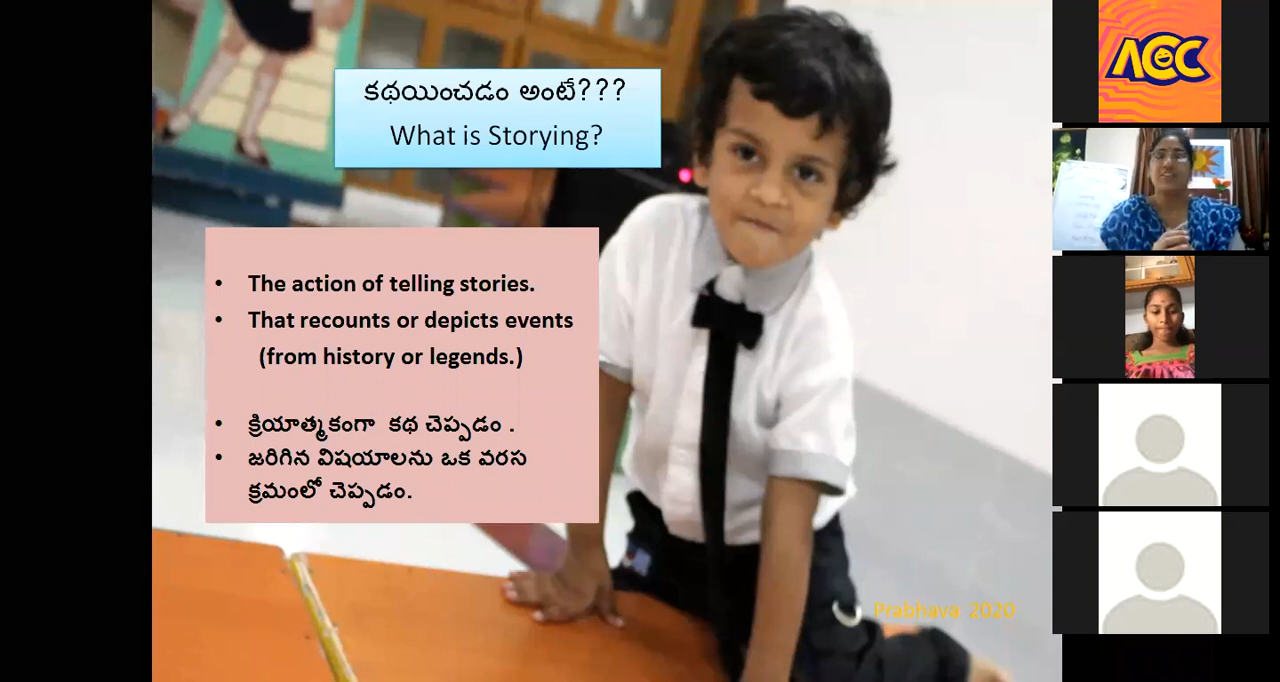 కథయించడం అంటే???
What is Storying?
• The action of telling stories.
• That recounts or depicts events
(from history or legends.)
• క్రియాత్మకంగా కథ చెప్పడం .
• జరిగిన విషయాలను ఒక వరస
క్రమంలో చెప్పడం.
Prabhava 2020
ACC